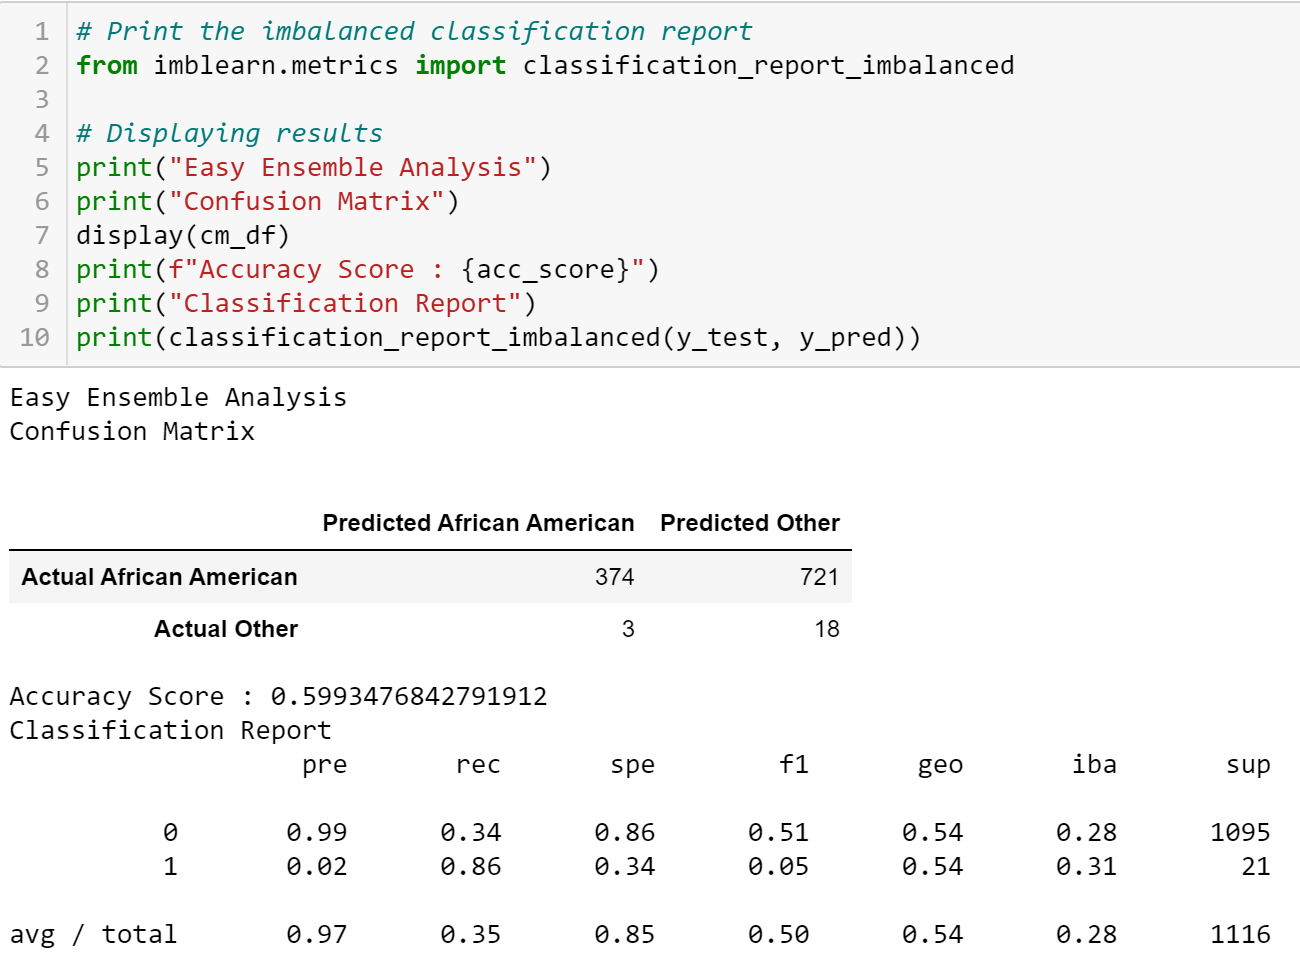 1 # Print the imbalanced classification report
2 from imblearn.metrics import classification_report_imbalanced
3
4 # Displaying results
5 print("Easy Ensemble Analysis")
6 print("Confusion Matrix")
7 display(cm_df)
8 print(f"Accuracy Score : {acc_score}")
9 print("Classification Report")
10 print(classification_report_imbalanced(y_test, y_pred))
Easy Ensemble Analysis
Confusion Matrix
Predicted African American Predicted Other
Actual African American 374 721
Actual Other 3 18
Accuracy Score : 0.5993476842791912
Classification Report
pre rec spe f1 geo iba sup
0 0.99 0.34 0.86 0.51 0.54 0.28 1095
1 0.02 0.86 0.34 0.05 0.54 0.31 21
avg / total 0.97 0.35 0.85 0.50 0.54 0.28 1116